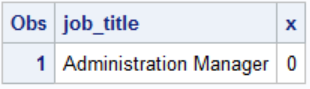 Obs job_title x
1 Administration Manager 0